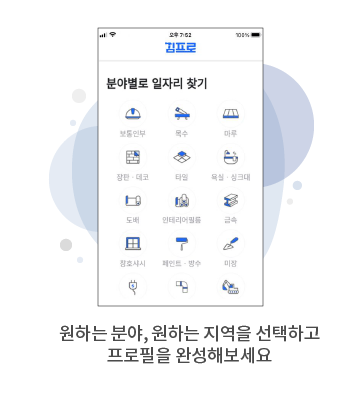 오후 7:52
100%
김프로
분야별로 일자리 찾기
보통인부 목수 마루
장판 · 데코 타일 욕실 · 싱크대
도배 인테리어필름 금속
창호샤시 페인트 · 방수 미장
원하는 분야, 원하는 지역을 선택하고
프로필을 완성해보세요